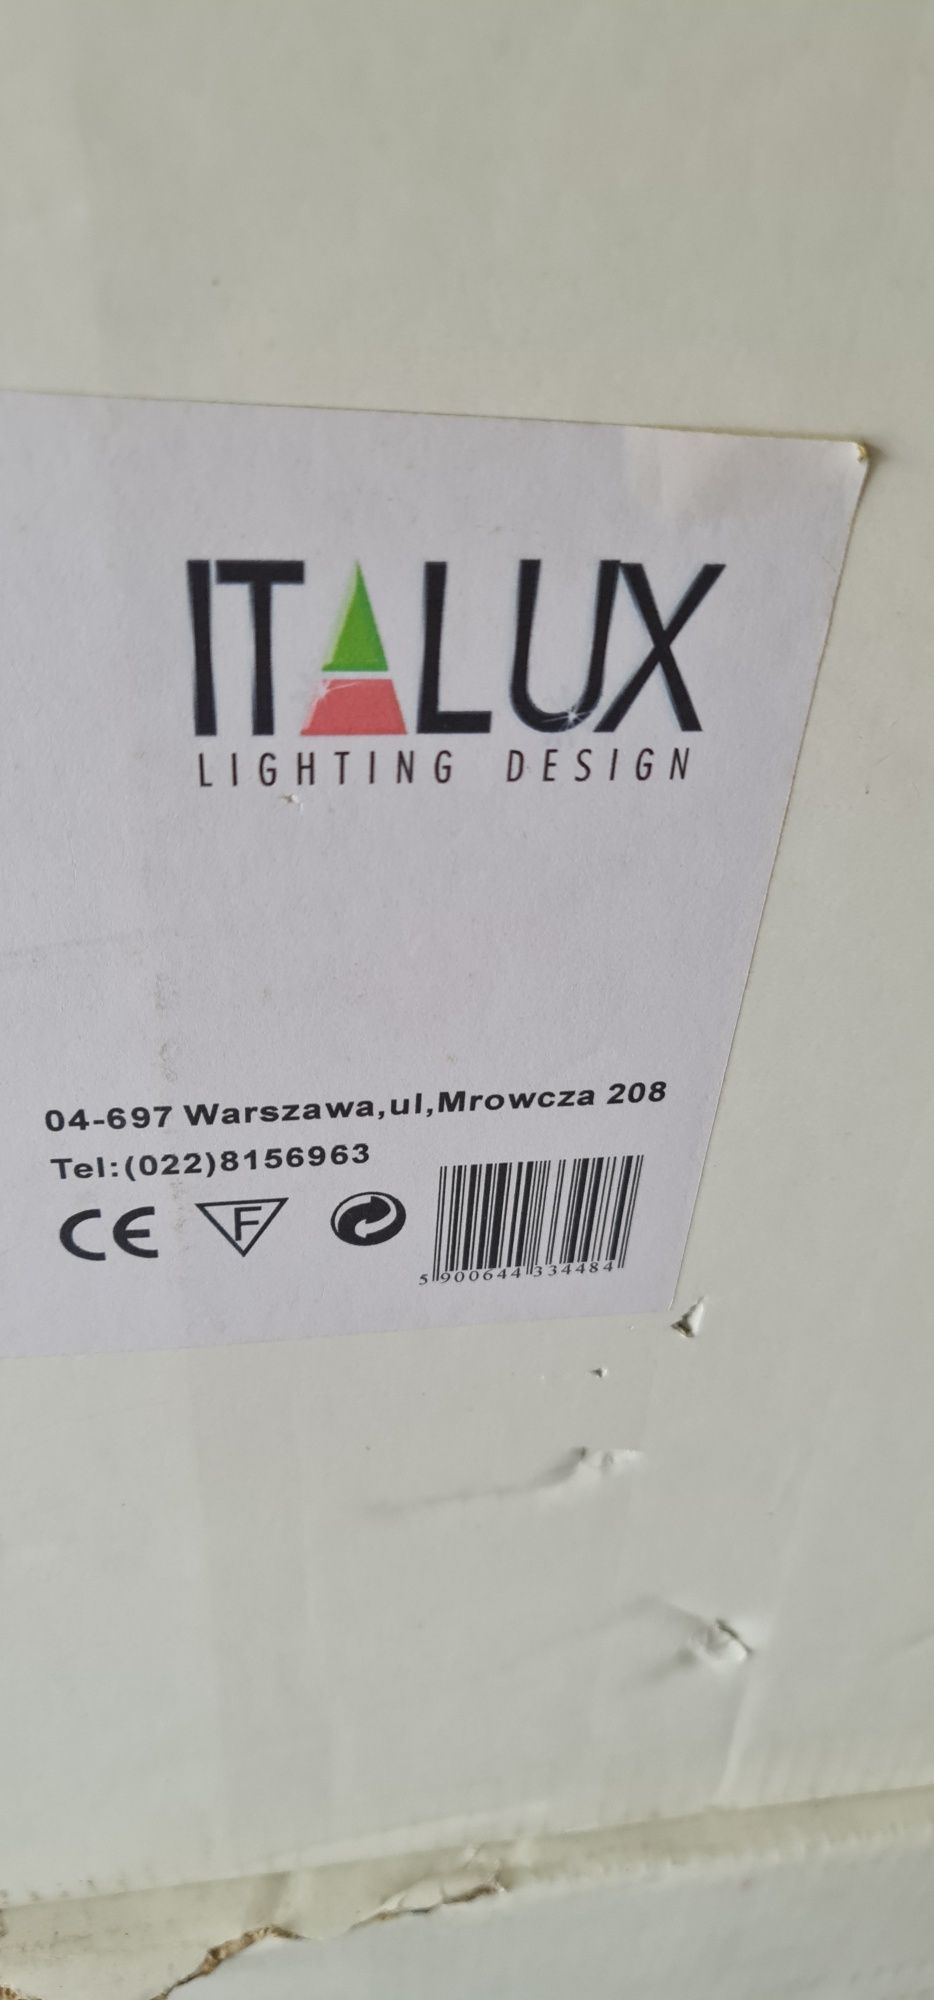 ITALUX
LIGHTING DESIGN
04-697 Warszawa,ul,Mrowcza 208
Tel:(022)8156963
CE F
5 900644 334484